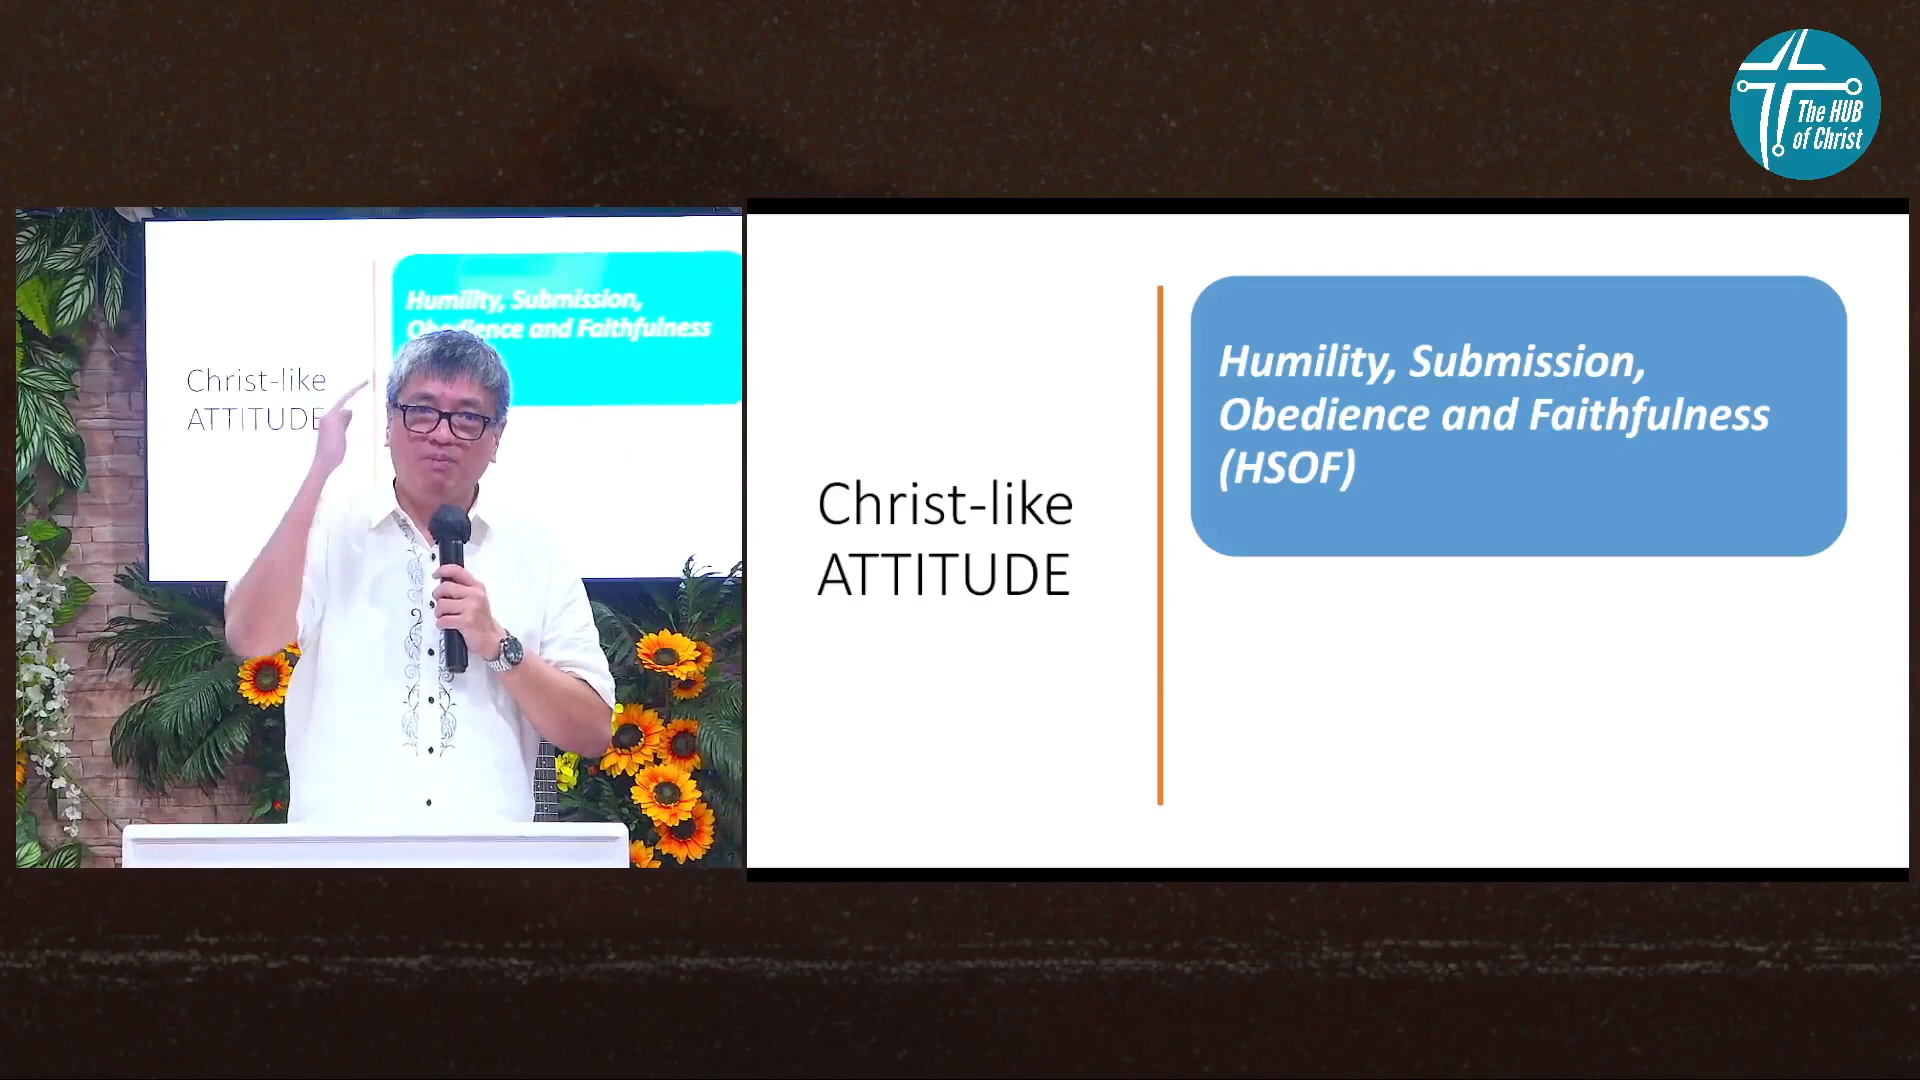 The HUB
of Christ
Humility, Submission,
Obedience and Faithfulness
Christ-like
ATTITUDE
Humility, Submission,
Obedience and Faithfulness
(HSOF)
Christ-like
ATTITUDE